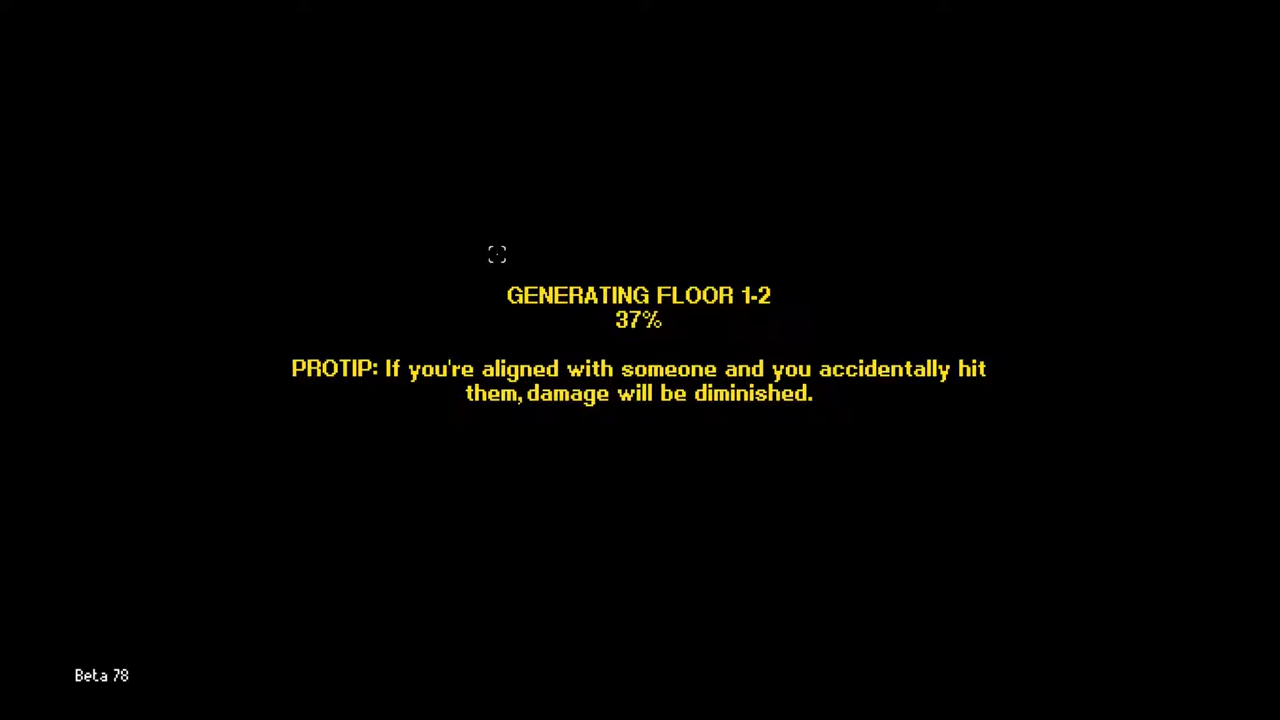 GENERATING FLOOR 1-2
37%
PROTIP: If you're aligned with someone and you accidentally hit
them, damage will be diminished.
Beta 78